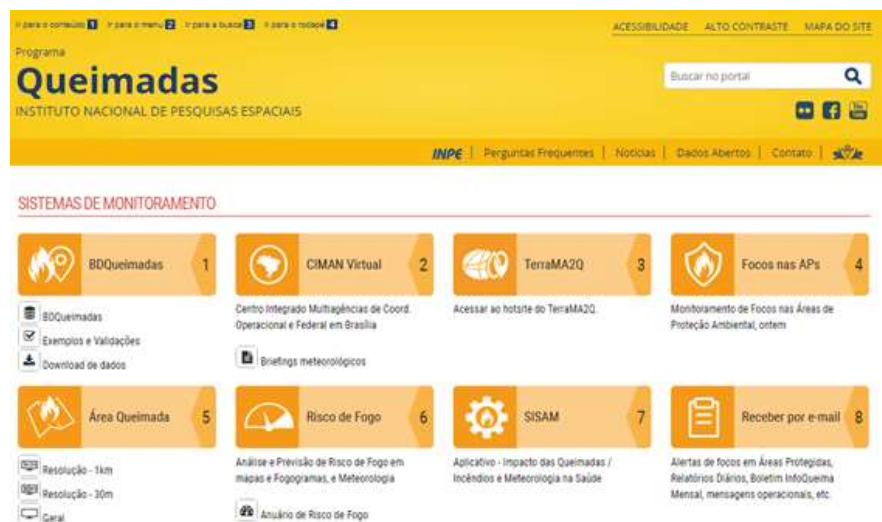 Ir para o conteúdo 1 Ir para o menu 2 Ir para a busca 3 Ir para o rodapé 4
ACESSIBILIDADE ALTO CONTRASTE MAPA DO SITE
Programa
Queimadas
INSTITUTO NACIONAL DE PESQUISAS ESPACIAIS
Buscar no portal
You Tube
INPE | Perguntas Frequentes | Notícias | Dados Abertos | Contato |
SISTEMAS DE MONITORAMENTO
BDQueimadas 1
CIMAN Virtual 2
TerraMA2Q 3
Focos nas APs 4
BDQueimadas
Exemplos e Validações
Download de dados
Centro Integrado Multiagências de Coord.
Operacional e Federal em Brasília
Briefings meteorológicos
Acessar ao hotsite do TerraMA2Q.
Monitoramento de Focos nas Áreas de
Proteção Ambiental, ontem
Área Queimada 5
Risco de Fogo 6
SISAM 7
Receber por e-mail 8
Resolução - 1km
Resolução - 30m
Geral
Análise e Previsão de Risco de Fogo em
mapas e Fogogramas, e Meteorologia
Anuário de Risco de Fogo
Aplicativo - Impacto das Queimadas /
Incêndios e Meteorologia na Saúde
Alertas de focos em Áreas Protegidas,
Relatórios Diários, Boletim InfoQueima
Mensal, mensagens operacionais, etc.